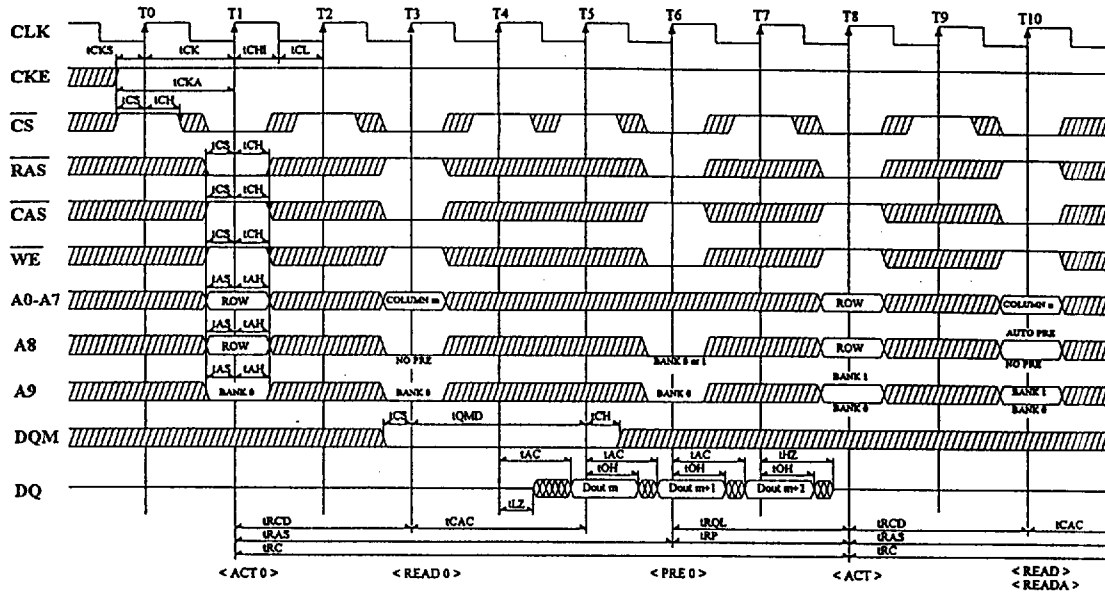 T0 T1 T2 T3 T4 T5 T6 T7 T8 T9 T10
CLK
tCKS tCK tCHI tCL
CKE
tCKA
tCS tCH
CS
tCS tCH
RAS
tCS tCH
CAS
tCS tCH
WE
tAS tAH
A0-A7 ROW COLUMN m ROW COLUMN n
tAS tAH AUTO PRE
A8 ROW ROW
NO PRE BANK 0 or 1 NO PRE
tAS tAH BANK 1
A9 BANK 0 BANK 0 BANK 0 BANK 1
BANK 0 BANK 0
tCS tQMD tCH
DQM
tAC tAC tAC tHZ
tOH tOH tOH
DQ Dout m Dout m+1 Dout m+2
tLZ
tRCD tCAC tRQL tRCD tCAC
tRAS tRP tRAS
tRC tRC
< ACT 0 > < READ 0 > < PRE 0 > < ACT > < READ >
< READA >